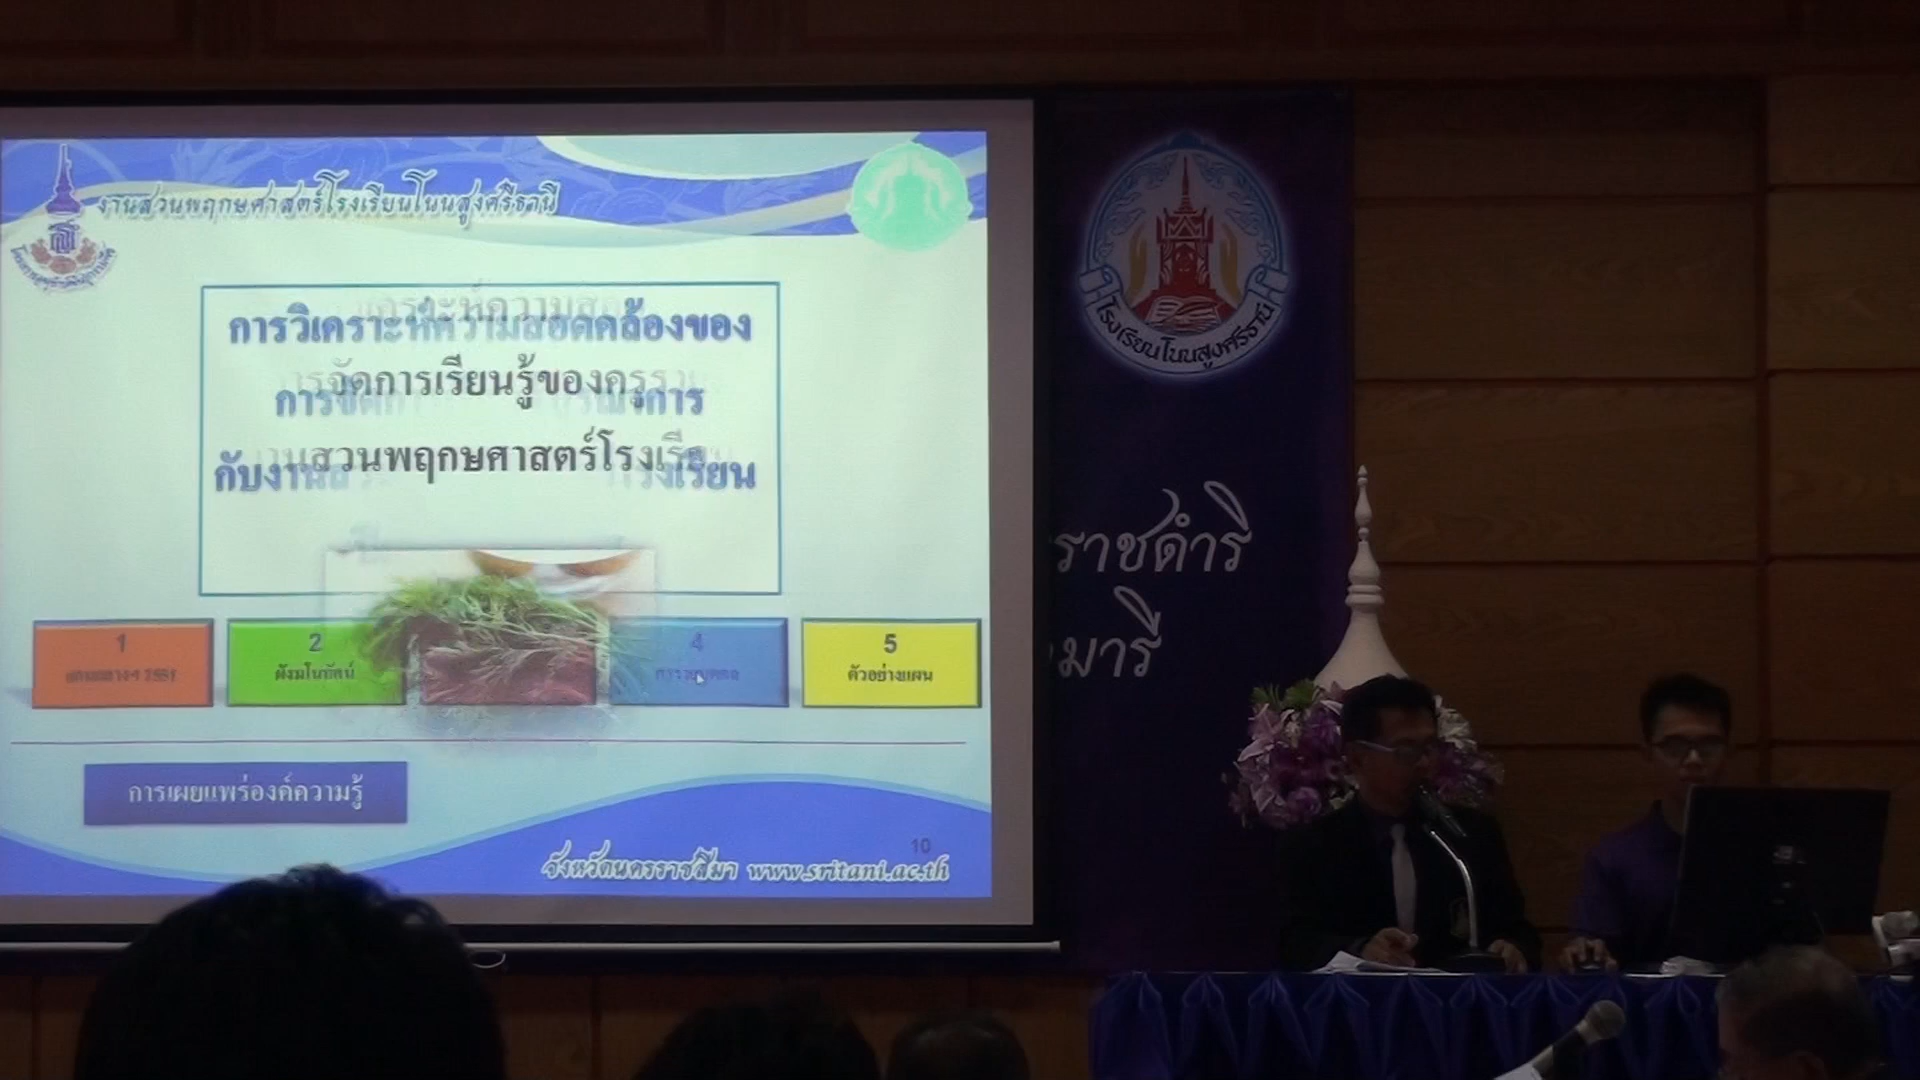 งานสวนพฤกษศาสตร์โรงเรียนโนนสูงศรีธานี
การวิเคราะห์ความสอดคล้องของ
จัดการเรียนรู้ของครู
การ
งานสวนพฤกษศาสตร์โรงเรียน
กับงาน
1
2
ผังมโนทัศน์
4
5
ตัวอย่างแผน
การเผยแพร่องค์ความรู้
10
จังหวัดนครราชสีมา www.sritani.ac.th
โรงเรียนโนนสูงศรีธานี
ราชดำริ
มารี